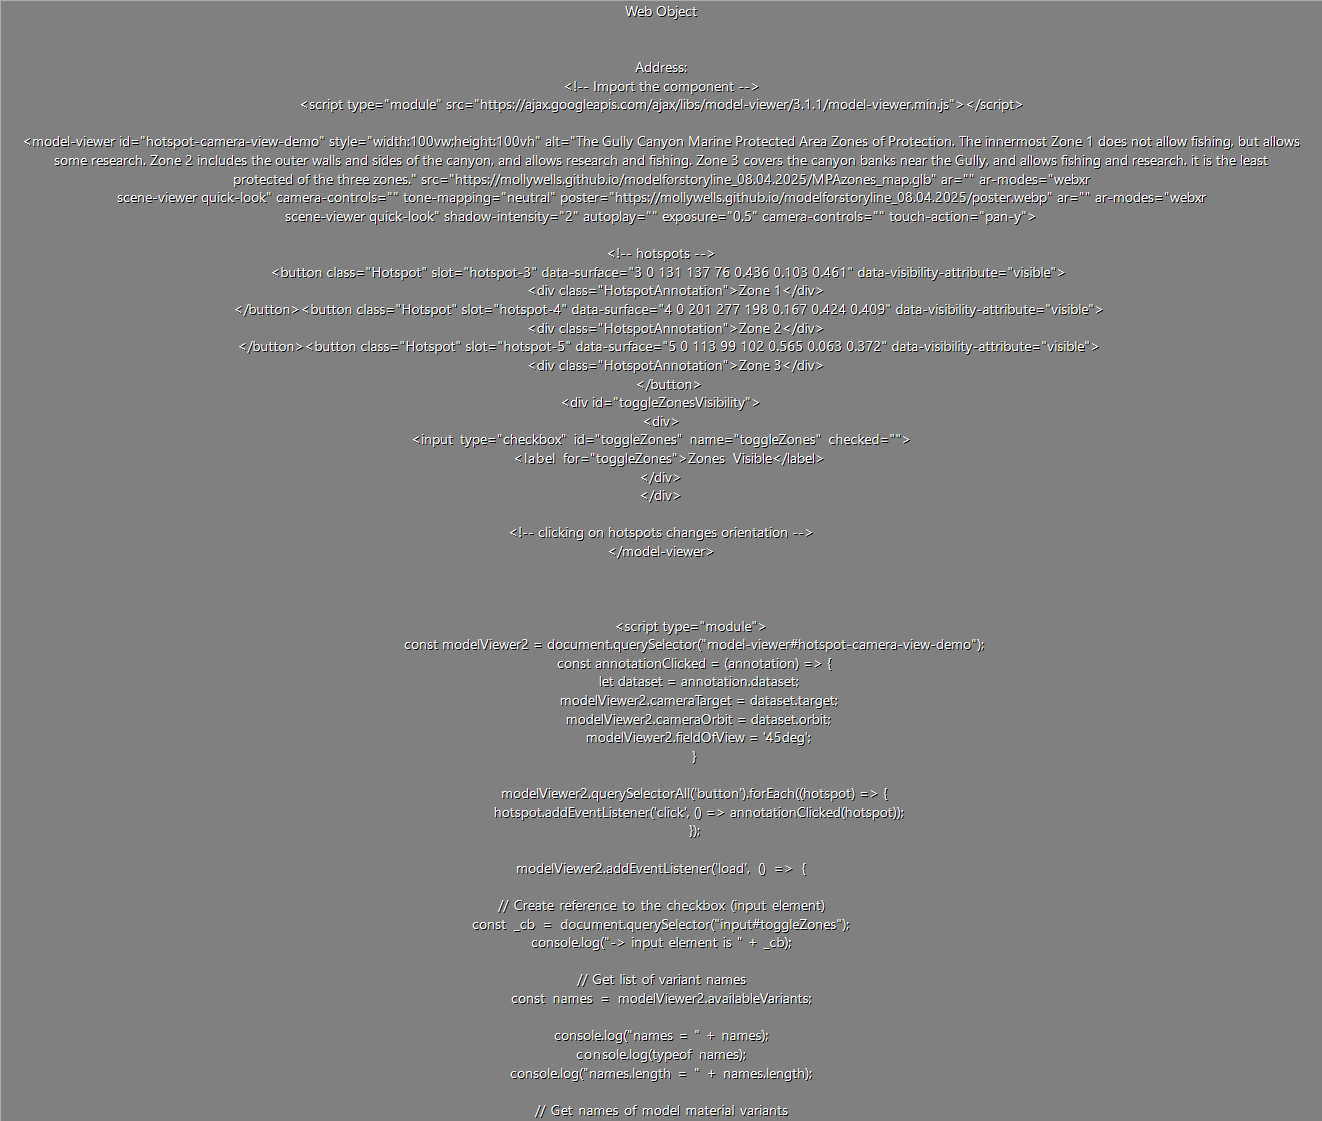 Web Object
Address:
<!-- Import the component -->
<script type="module" src="https://ajax.googleapis.com/ajax/libs/model-viewer/3.1.1/model-viewer.min.js"></script>
<model-viewer id="hotspot-camera-view-demo" style="width:100vw;height:100vh" alt="The Gully Canyon Marine Protected Area Zones of Protection. The innermost Zone 1 does not allow fishing, but allows
some research. Zone 2 includes the outer walls and sides of the canyon, and allows research and fishing. Zone 3 covers the canyon banks near the Gully, and allows fishing and research. it is the least
protected of the three zones." src="https://mollywells.github.io/modelforstoryline_08.04.2025/MPAzones_map.glb" ar="" ar-modes="webxr
scene-viewer quick-look" camera-controls="" tone-mapping="neutral" poster="https://mollywells.github.io/modelforstoryline_08.04.2025/poster.webp" ar="" ar-modes="webxr
scene-viewer quick-look" shadow-intensity="2" autoplay="" exposure="0.5" camera-controls="" touch-action="pan-y">
<!-- hotspots -->
<button class="Hotspot" slot="hotspot-3" data-surface="3 0 131 137 76 0.436 0.103 0.461" data-visibility-attribute="visible">
<div class="HotspotAnnotation">Zone 1</div>
</button><button class="Hotspot" slot="hotspot-4" data-surface="4 0 201 277 198 0.167 0.424 0.409" data-visibility-attribute="visible">
<div class="HotspotAnnotation">Zone 2</div>
</button><button class="Hotspot" slot="hotspot-5" data-surface="5 0 113 99 102 0.565 0.063 0.372" data-visibility-attribute="visible">
<div class="HotspotAnnotation">Zone 3</div>
</button>
<div id="toggleZonesVisibility">
<div>
<input type="checkbox" id="toggleZones" name="toggleZones" checked="">
<label for="toggleZones">Zones Visible</label>
</div>
</div>
<!-- clicking on hotspots changes orientation -->
</model-viewer>
<script type="module">
const modelViewer2 = document.querySelector("model-viewer#hotspot-camera-view-demo");
const annotationClicked = (annotation) => {
let dataset = annotation.dataset;
modelViewer2.cameraTarget = dataset.target;
modelViewer2.cameraOrbit = dataset.orbit;
modelViewer2.fieldOfView = '45deg';
}
modelViewer2.querySelectorAll('button').forEach((hotspot) => {
hotspot.addEventListener('click', () => annotationClicked(hotspot));
});
modelViewer2.addEventListener('load', () => {
// Create reference to the checkbox (input element)
const _cb = document.querySelector("input#toggleZones");
console.log("-> input element is " + _cb);
// Get list of variant names
const names = modelViewer2.availableVariants;
console.log("names = " + names);
console.log(typeof names);
console.log("names.length = " + names.length);
// Get names of model material variants